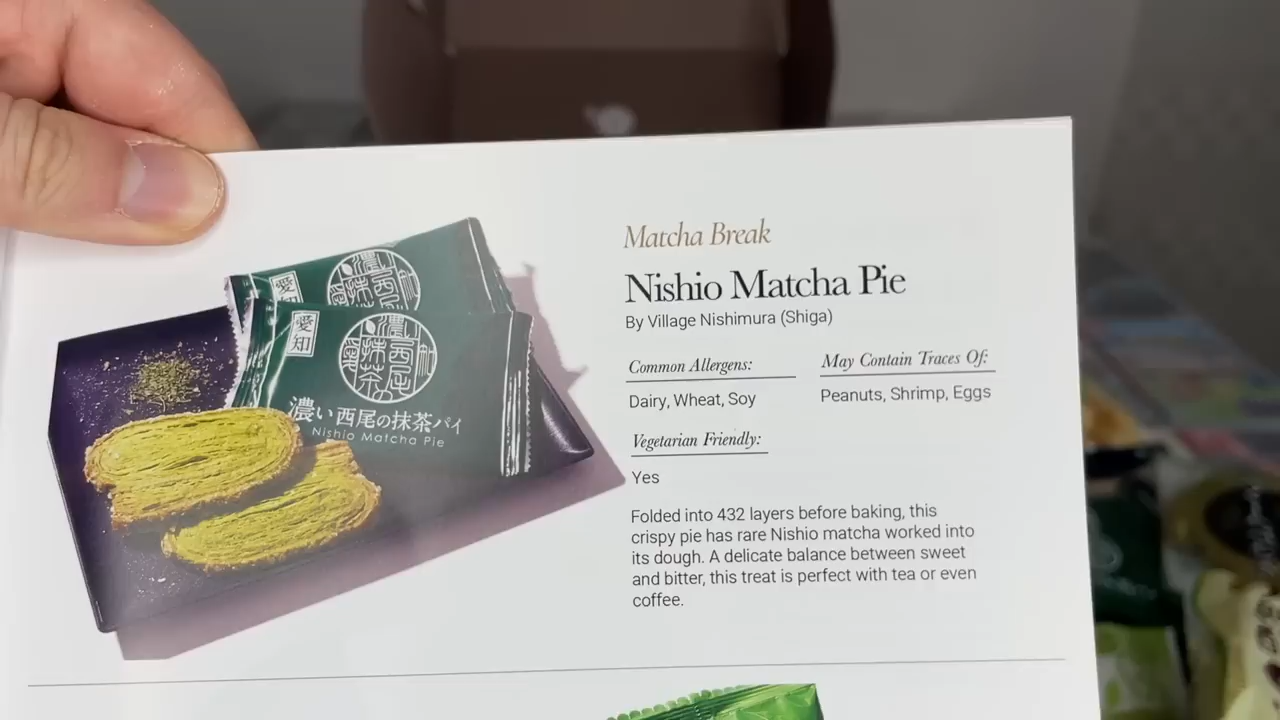 Matcha Break
Nishio Matcha Pie
By Village Nishimura (Shiga)
Common Allergens:
Dairy, Wheat, Soy
May Contain Traces Of:
Peanuts, Shrimp, Eggs
Vegetarian Friendly:
Yes
Folded into 432 layers before baking, this
crispy pie has rare Nishio matcha worked into
its dough. A delicate balance between sweet
and bitter, this treat is perfect with tea or even
coffee.
愛知
愛知
濃い西尾の抹茶パイ
Nishio Matcha Pie